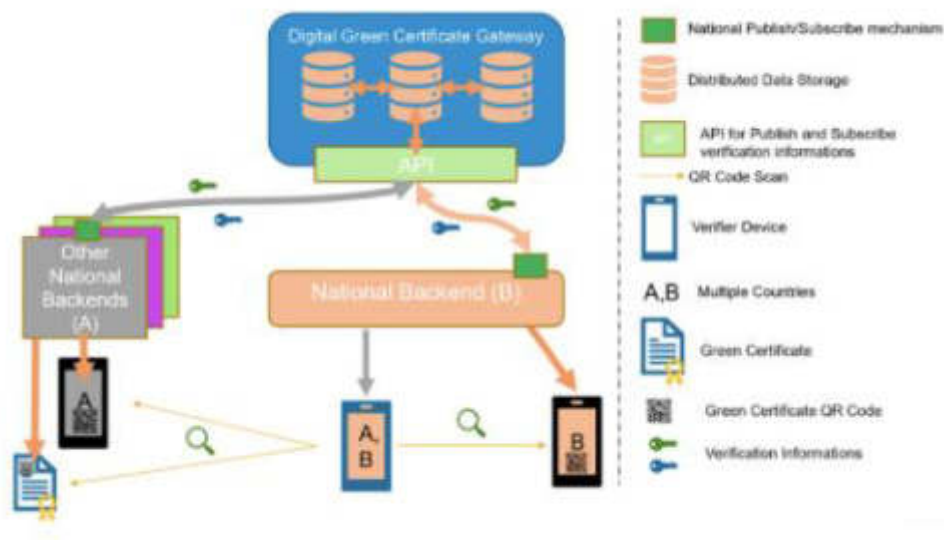 Digital Green Certificate Gateway
API
Other
National
Backends
(A)
National Backend (B)
A
A,
B
B
National Publish/Subscribe mechanism
Distributed Data Storage
API
API for Publish and Subscribe
verification informations
QR Code Scan
Verifier Device
A,B
Multiple Countries
Green Certificate
Green Certificate QR Code
Verification Informations